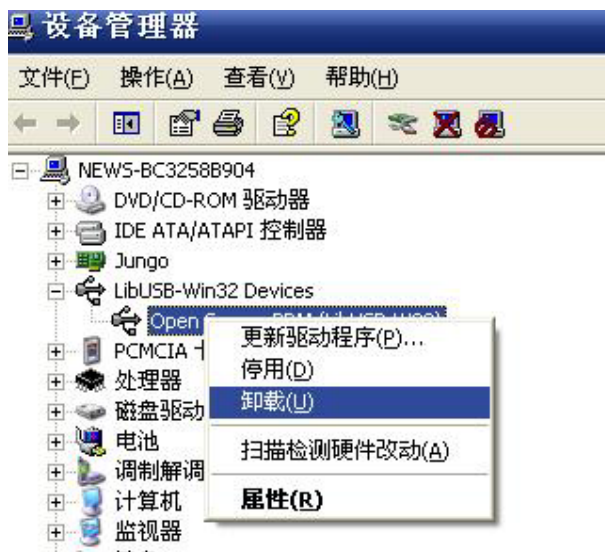 设备管理器
文件(F) 操作(A) 查看(V) 帮助(H)
NEWS-BC3258B904
DVD/CD-ROM 驱动器
IDE ATA/ATAPI 控制器
Jungo
LibUSB-Win32 Devices
Open
更新驱动程序(P)...
PCMCIA
停用(D)
处理器
卸载(U)
磁盘驱动
电池
扫描检测硬件改动(A)
调制解调
计算机
属性(R)
监视器